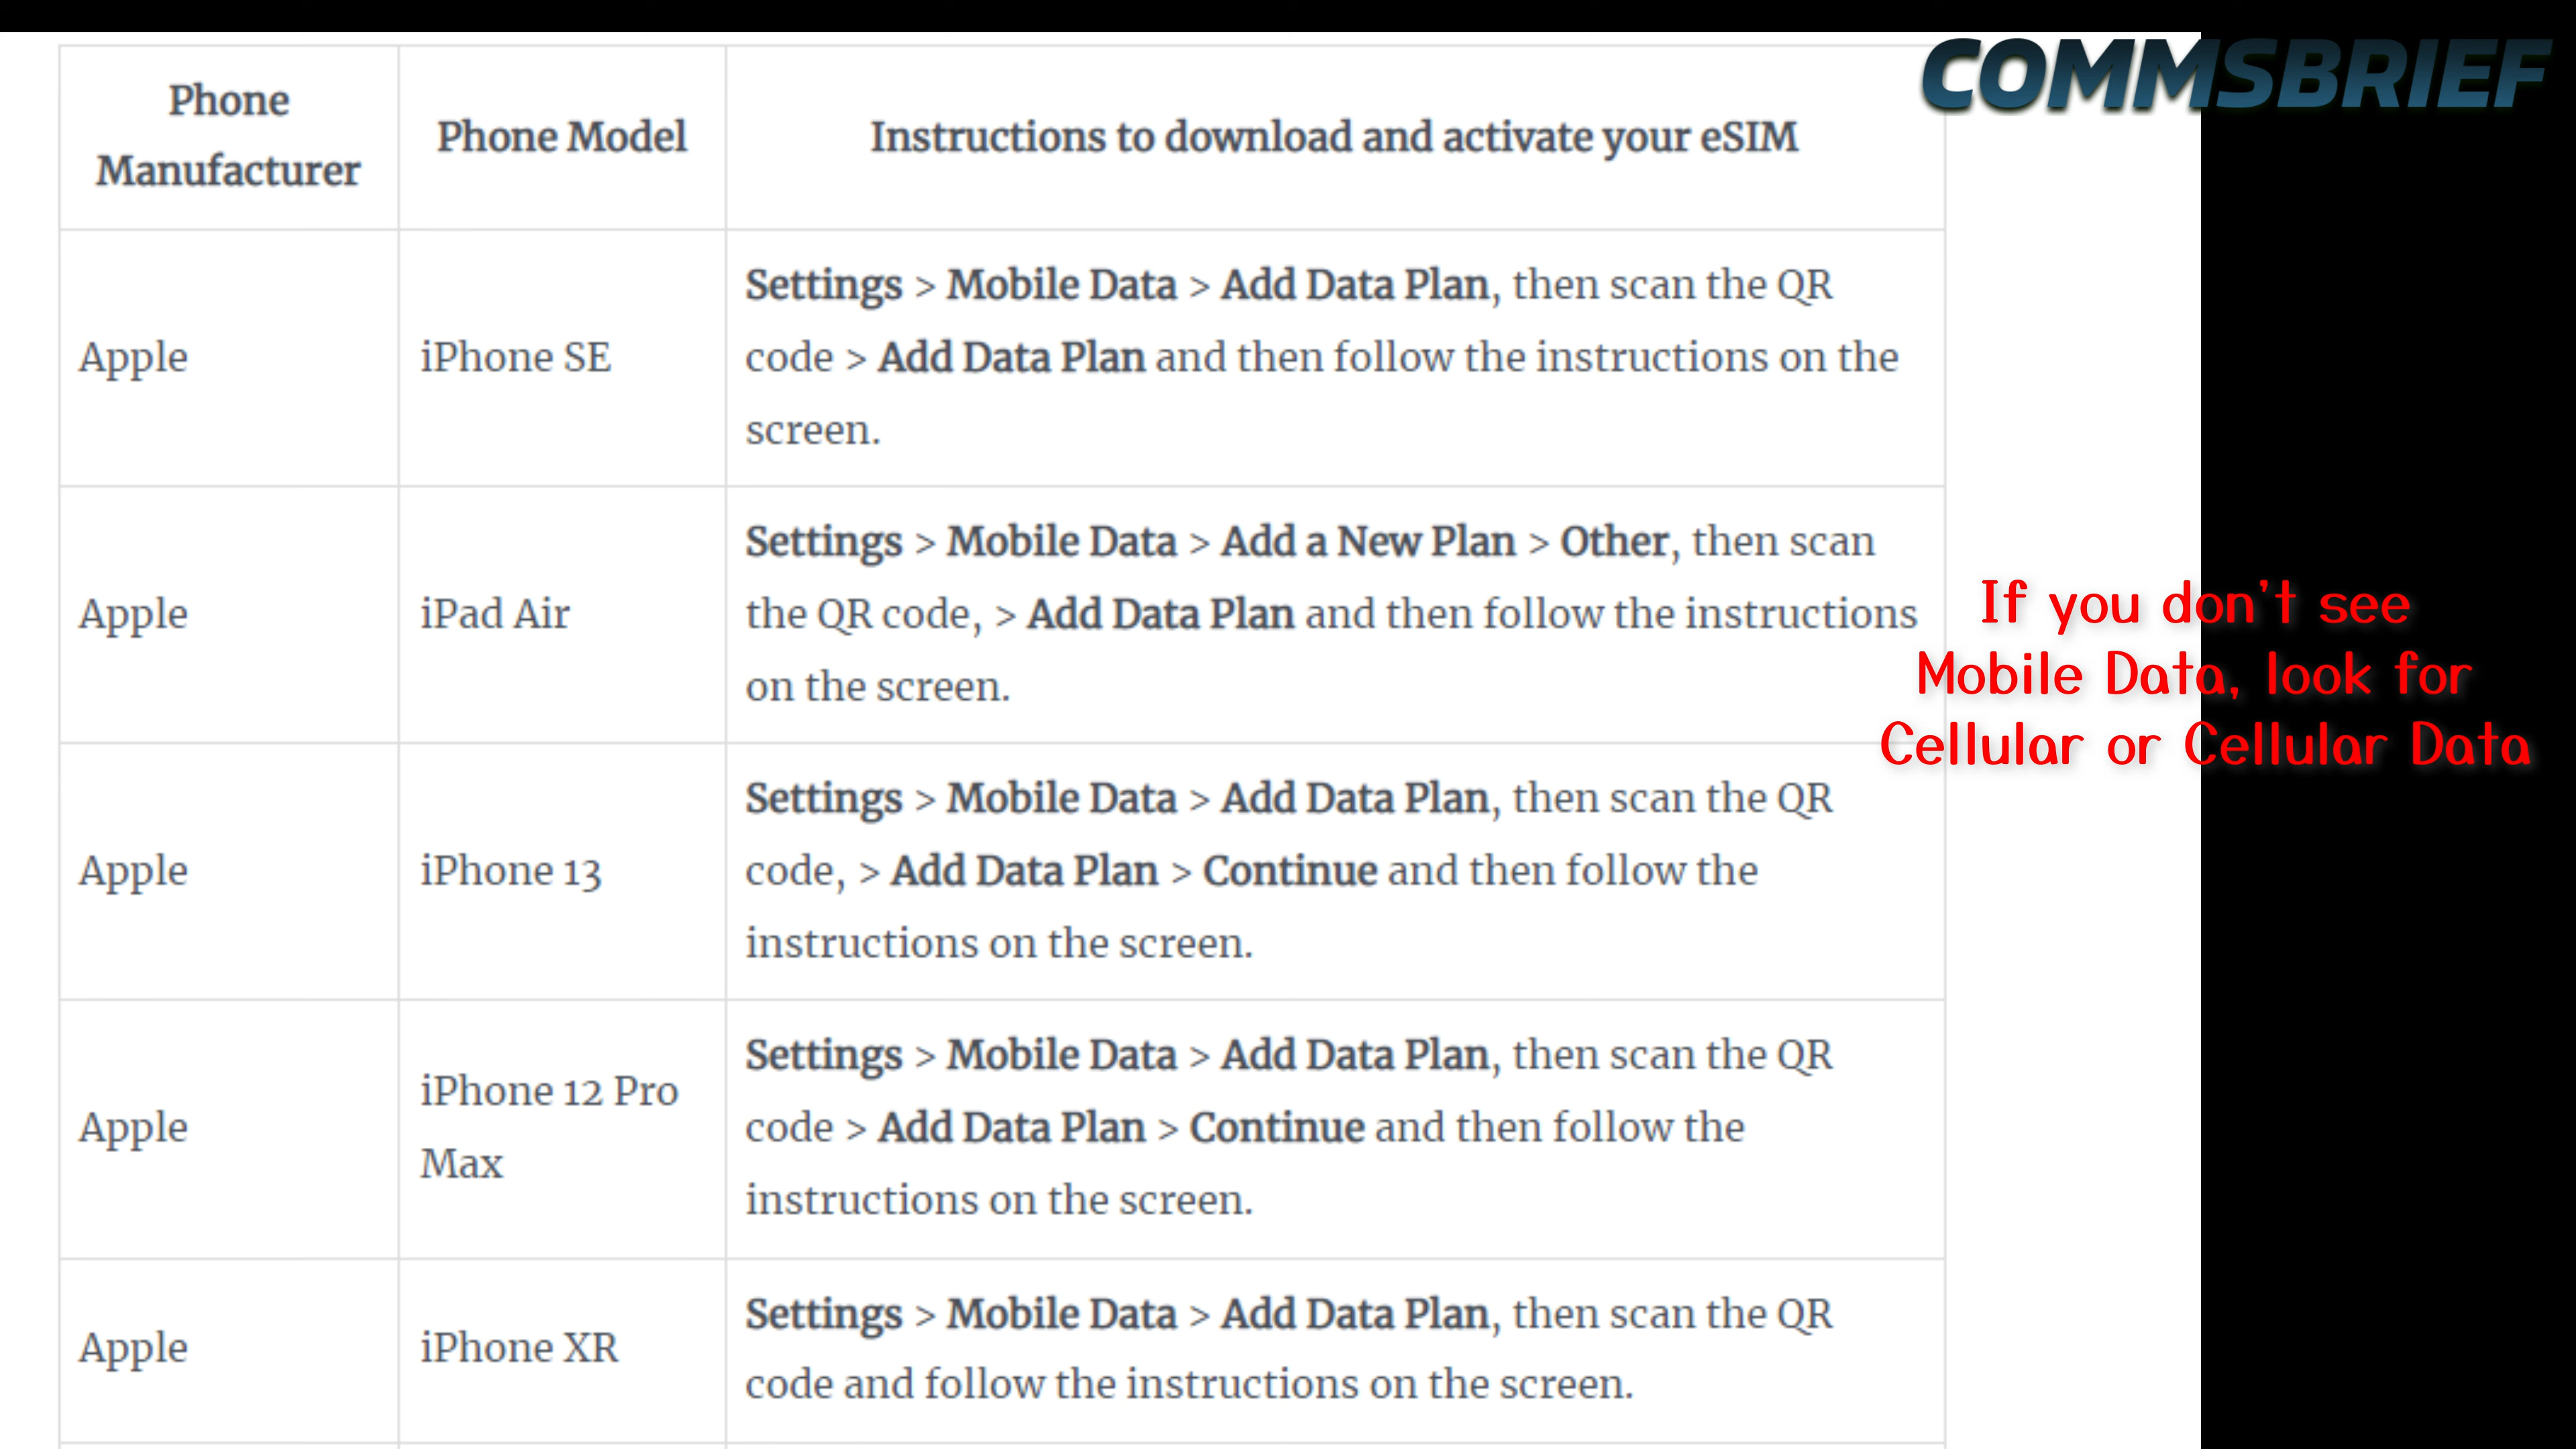 COMMSBRIEF
Phone
Manufacturer
Phone Model
Instructions to download and activate your eSIM
Apple
iPhone SE
Settings > Mobile Data > Add Data Plan, then scan the QR
code > Add Data Plan and then follow the instructions on the
screen.
Apple
iPad Air
Settings > Mobile Data > Add a New Plan > Other, then scan
the QR code, > Add Data Plan and then follow the instructions
on the screen.
If you don't see
Mobile Data, look for
Cellular or Cellular Data
Apple
iPhone 13
Settings > Mobile Data > Add Data Plan, then scan the QR
code, > Add Data Plan > Continue and then follow the
instructions on the screen.
Apple
iPhone 12 Pro
Max
Settings > Mobile Data > Add Data Plan, then scan the QR
code > Add Data Plan > Continue and then follow the
instructions on the screen.
Apple
iPhone XR
Settings > Mobile Data > Add Data Plan, then scan the QR
code and follow the instructions on the screen.